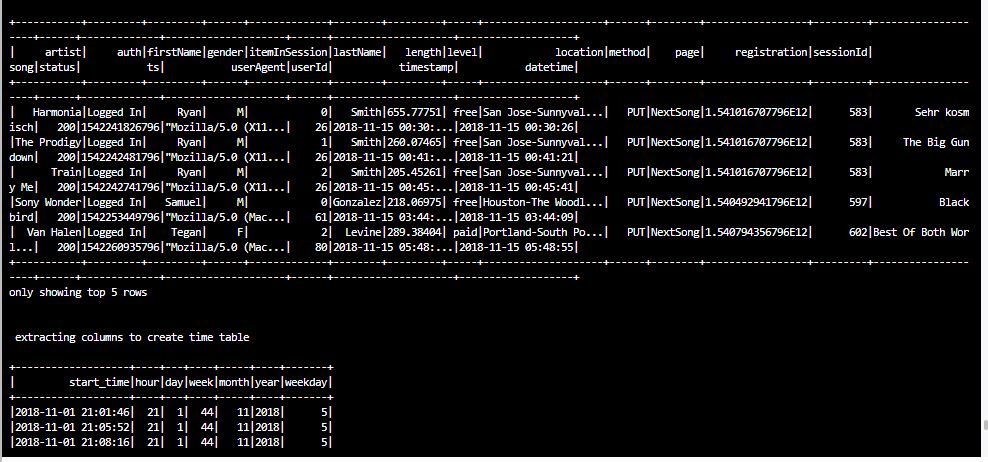 +-----------+---------+---------+------+-------------+--------+---------+-----+--------------------+------+--------+-----------------+---------+----------------
----+------+-------------+--------------------+------+--------------------+-------------------+
|     artist|     auth|firstName|gender|itemInSession|lastName|   length|level|            location|method|    page|     registration|sessionId|
song|status|           ts|           userAgent|userId|           timestamp|           datetime|
+-----------+---------+---------+------+-------------+--------+---------+-----+--------------------+------+--------+-----------------+---------+----------------
----+------+-------------+--------------------+------+--------------------+-------------------+
|   Harmonia|Logged In|     Ryan|     M|            0|   Smith|655.77751| free|San Jose-Sunnyval...|   PUT|NextSong|1.541016707796E12|      583|       Sehr kosm
isch|   200|1542241826796|"Mozilla/5.0 (X11...|    26|2018-11-15 00:30:...|2018-11-15 00:30:26|
|The Prodigy|Logged In|     Ryan|     M|            1|   Smith|260.07465| free|San Jose-Sunnyval...|   PUT|NextSong|1.541016707796E12|      583|     The Big Gun
down|   200|1542242481796|"Mozilla/5.0 (X11...|    26|2018-11-15 00:41:...|2018-11-15 00:41:21|
|      Train|Logged In|     Ryan|     M|            2|   Smith|205.45261| free|San Jose-Sunnyval...|   PUT|NextSong|1.541016707796E12|      583|            Marr
y Me|   200|1542242741796|"Mozilla/5.0 (X11...|    26|2018-11-15 00:45:...|2018-11-15 00:45:41|
|Sony Wonder|Logged In|   Samuel|     M|            0|Gonzalez|218.06975| free|Houston-The Woodl...|   PUT|NextSong|1.540492941796E12|      597|           Black
bird|   200|1542253449796|"Mozilla/5.0 (Mac...|    61|2018-11-15 03:44:...|2018-11-15 03:44:09|
|  Van Halen|Logged In|    Tegan|     F|            2|  Levine|289.38404| paid|Portland-South Po...|   PUT|NextSong|1.540794356796E12|      602|Best Of Both Wor
l...|   200|1542260935796|"Mozilla/5.0 (Mac...|    80|2018-11-15 05:48:...|2018-11-15 05:48:55|
+-----------+---------+---------+------+-------------+--------+---------+-----+--------------------+------+--------+-----------------+---------+----------------
----+------+-------------+--------------------+------+--------------------+-------------------+
only showing top 5 rows
 extracting columns to create time table
+-------------------+----+---+----+-----+----+-------+
|         start_time|hour|day|week|month|year|weekday|
+-------------------+----+---+----+-----+----+-------+
|2018-11-01 21:01:46|  21|  1|  44|   11|2018|      5|
|2018-11-01 21:05:52|  21|  1|  44|   11|2018|      5|
|2018-11-01 21:08:16|  21|  1|  44|   11|2018|      5|